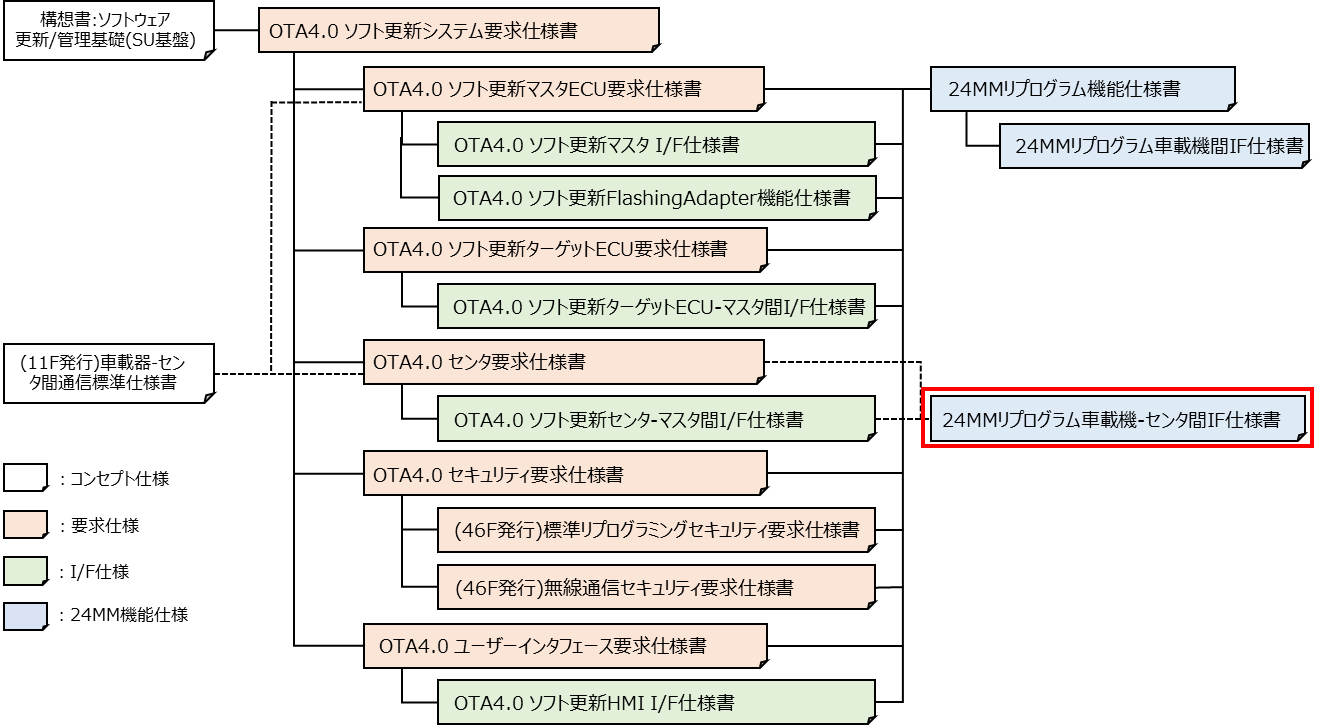 構想書:ソフトウェア
更新/管理基礎(SU基盤)
OTA4.0 ソフト更新システム要求仕様書
OTA4.0 ソフト更新マスタECU要求仕様書
24MMリプログラム機能仕様書
OTA4.0 ソフト更新マスタ I/F仕様書
24MMリプログラム車載機間IF仕様書
OTA4.0 ソフト更新FlashingAdapter機能仕様書
OTA4.0 ソフト更新ターゲットECU要求仕様書
OTA4.0 ソフト更新ターゲットECU-マスタ間I/F仕様書
(11F発行)車載器-セン
タ間通信標準仕様書
OTA4.0 センタ要求仕様書
OTA4.0 ソフト更新センタ-マスタ間I/F仕様書
24MMリプログラム車載機-センタ間IF仕様書
OTA4.0 セキュリティ要求仕様書
：コンセプト仕様
(46F発行)標準リプログラミングセキュリティ要求仕様書
：要求仕様
：I/F仕様
(46F発行)無線通信セキュリティ要求仕様書
：24MM機能仕様
OTA4.0 ユーザーインタフェース要求仕様書
OTA4.0 ソフト更新HMI I/F仕様書